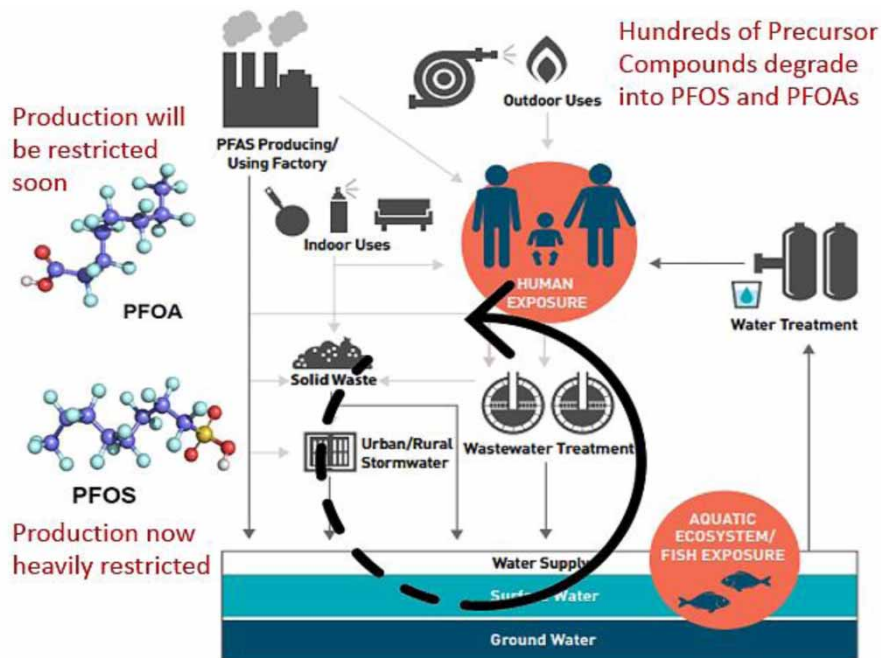 Hundreds of Precursor
Compounds degrade
into PFOS and PFOAs
Outdoor Uses
Production will
be restricted
soon
PFAS Producing/
Using Factory
Indoor Uses
PFOA
HUMAN
EXPOSURE
Water Treatment
Solid Waste
Urban/Rural
Stormwater
Wastewater Treatment
PFOS
Production now
heavily restricted
AQUATIC
ECOSYSTEM/
FISH EXPOSURE
Water Supply
Surface Water
Ground Water